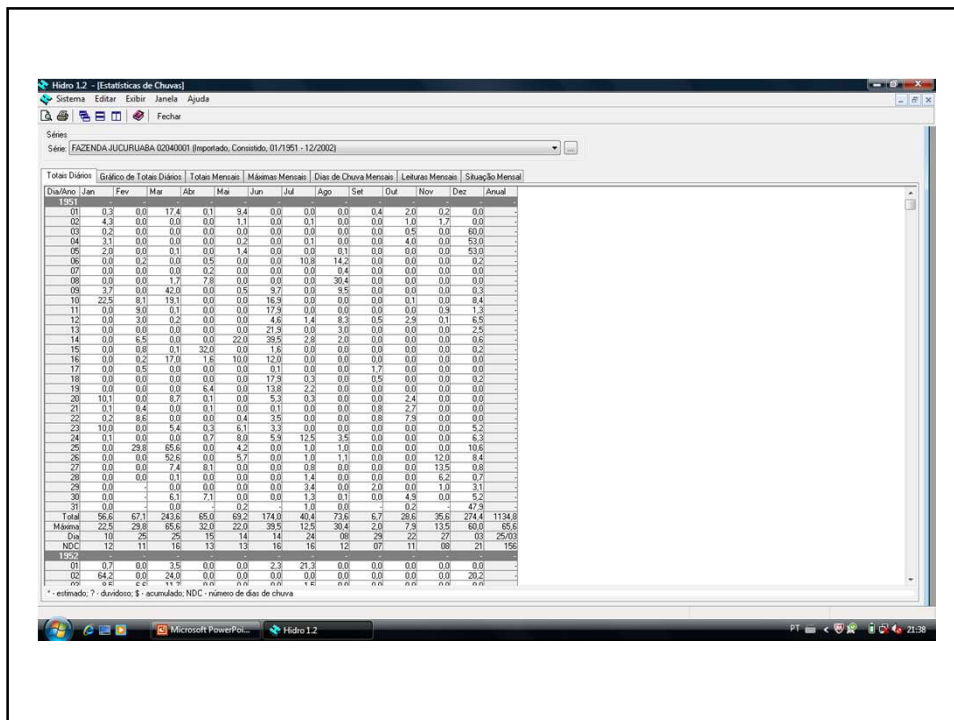 Hidro 1.2 - [Estatísticas de Chuvas]
Sistema Editar Exibir Janela Ajuda
Fechar
Séries
Série: FAZENDA JUCURUABA 02040001 (Importado, Consistido, 01/1951 - 12/2002)
Totais Diários Gráfico de Totais Diários Totais Mensais Máximas Mensais Dias de Chuva Mensais Leituras Mensais Situação Mensal
Dia/Ano Jan Fev Mar Abr Mai Jun Jul Ago Set Out Nov Dez Anual
1951 - - - - - - - - - - - - -
01 0,3 0,0 17,4 0,1 9,4 0,0 0,0 0,0 0,4 2,0 0,2 0,0 -
02 4,3 0,0 0,0 0,0 1,1 0,0 0,1 0,0 0,0 1,0 1,7 0,0 -
03 0,2 0,0 0,0 0,0 0,0 0,0 0,0 0,0 0,0 0,5 0,0 60,0 -
04 3,1 0,0 0,0 0,0 0,2 0,0 0,1 0,0 0,0 4,0 0,0 53,0 -
05 2,0 0,0 0,1 0,0 1,4 0,0 0,0 0,1 0,0 0,0 0,0 53,0 -
06 0,0 0,2 0,0 0,5 0,0 0,0 10,8 14,2 0,0 0,0 0,0 0,2 -
07 0,0 0,0 0,0 0,2 0,0 0,0 0,0 0,4 0,0 0,0 0,0 0,0 -
08 0,0 0,0 1,7 7,8 0,0 0,0 0,0 30,4 0,0 0,0 0,0 0,0 -
09 3,7 0,0 42,0 0,0 0,5 9,7 0,0 9,5 0,0 0,0 0,0 0,3 -
10 22,5 8,1 19,1 0,0 0,0 16,9 0,0 0,0 0,0 0,1 0,0 8,4 -
11 0,0 9,0 0,1 0,0 0,0 17,9 0,0 0,0 0,0 0,0 0,9 1,3 -
12 0,0 3,0 0,2 0,0 0,0 4,6 1,4 8,3 0,5 2,9 0,1 6,5 -
13 0,0 0,0 0,0 0,0 0,0 21,9 0,0 3,0 0,0 0,0 0,0 2,5 -
14 0,0 6,5 0,0 0,0 22,0 39,5 2,8 2,0 0,0 0,0 0,0 0,6 -
15 0,0 0,8 0,1 32,0 0,0 1,6 0,0 0,0 0,0 0,0 0,0 0,2 -
16 0,0 0,2 17,0 1,6 10,0 12,0 0,0 0,0 0,0 0,0 0,0 0,0 -
17 0,0 0,5 0,0 0,0 0,0 0,1 0,0 0,0 1,7 0,0 0,0 0,0 -
18 0,0 0,0 0,0 0,0 0,0 17,9 0,3 0,0 0,5 0,0 0,0 0,2 -
19 0,0 0,0 0,0 6,4 0,0 13,8 2,2 0,0 0,0 0,0 0,0 0,0 -
20 10,1 0,0 8,7 0,1 0,0 5,3 0,3 0,0 0,0 2,4 0,0 0,0 -
21 0,1 0,4 0,0 0,1 0,0 0,1 0,0 0,0 0,8 2,7 0,0 0,0 -
22 0,2 8,6 0,0 0,0 0,4 3,5 0,0 0,0 0,8 7,9 0,0 0,0 -
23 10,0 0,0 5,4 0,3 6,1 3,3 0,0 0,0 0,0 0,0 0,0 5,2 -
24 0,1 0,0 0,0 0,7 8,0 5,9 12,5 3,5 0,0 0,0 0,0 6,3 -
25 0,0 29,8 65,6 0,0 4,2 0,0 1,0 1,0 0,0 0,0 0,0 10,6 -
26 0,0 0,0 52,6 0,0 5,7 0,0 1,0 1,1 0,0 0,0 12,0 8,4 -
27 0,0 0,0 7,4 8,1 0,0 0,0 0,8 0,0 0,0 0,0 13,5 0,8 -
28 0,0 0,0 0,1 0,0 0,0 0,0 1,4 0,0 0,0 0,0 6,2 0,7 -
29 0,0 - 0,0 0,0 0,0 0,0 3,4 0,0 2,0 0,0 1,0 3,1 -
30 0,0 - 6,1 7,1 0,0 0,0 1,3 0,1 0,0 4,9 0,0 5,2 -
31 0,0 - 0,0 - 0,2 - 1,0 0,0 - 0,2 - 47,9 -
Total 56,6 67,1 243,6 65,0 69,2 174,0 40,4 73,6 6,7 28,6 35,6 274,4 1134,8
Máxima 22,5 29,8 65,6 32,0 22,0 39,5 12,5 30,4 2,0 7,9 13,5 60,0 65,6
Dia 10 25 25 15 14 14 24 08 29 22 27 03 25/03
NDC 12 11 16 13 13 16 16 12 07 11 08 21 156
1952 - - - - - - - - - - - - -
01 0,7 0,0 3,5 0,0 0,0 2,3 21,3 0,0 0,0 0,0 0,0 0,0 -
02 64,2 0,0 24,0 0,0 0,0 0,0 0,0 0,0 0,0 0,0 0,0 20,2 -
* - estimado; ? - duvidoso; $ - acumulado; NDC - número de dias de chuva
Microsoft PowerPoi... Hidro 1.2 PT 21:38